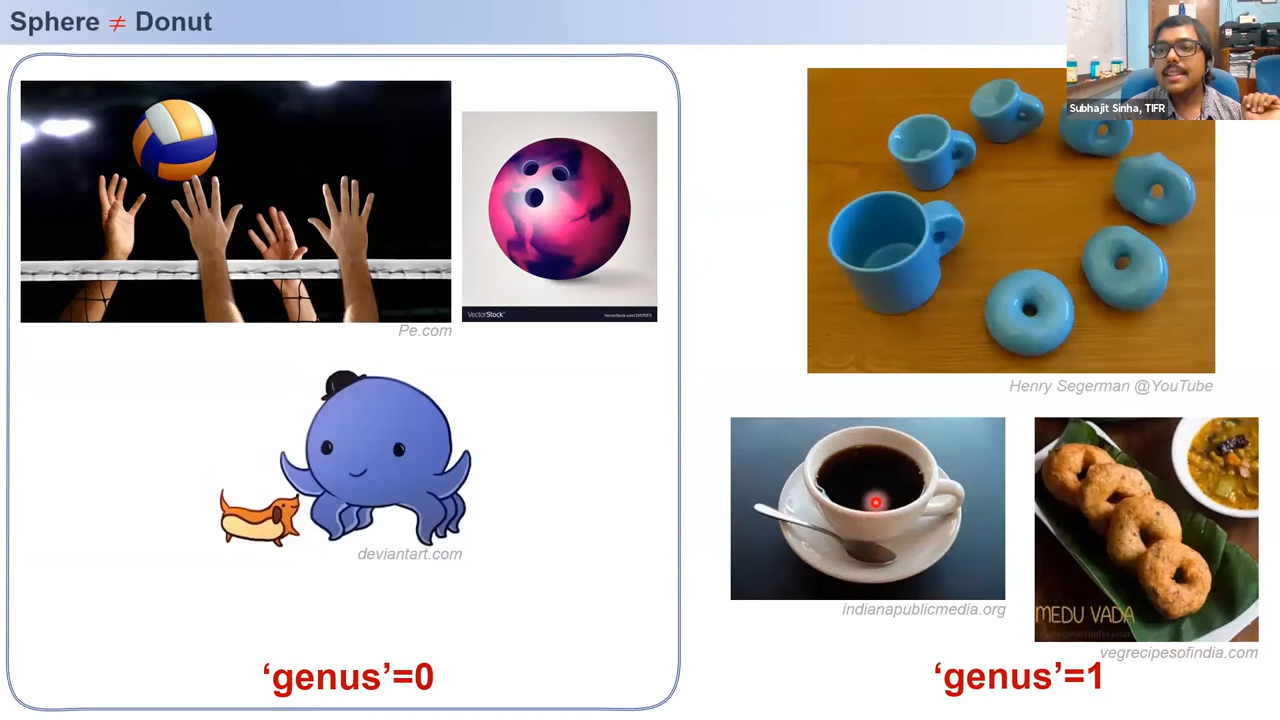 Sphere ≠ Donut
Subhajit Sinha, TIFR
VectorStock
Pe.com
Henry Segerman @YouTube
deviantart.com
indianapublicmedia.org
MEDU VADA
vegrecipesofindia.com
‘genus’=0
‘genus’=1